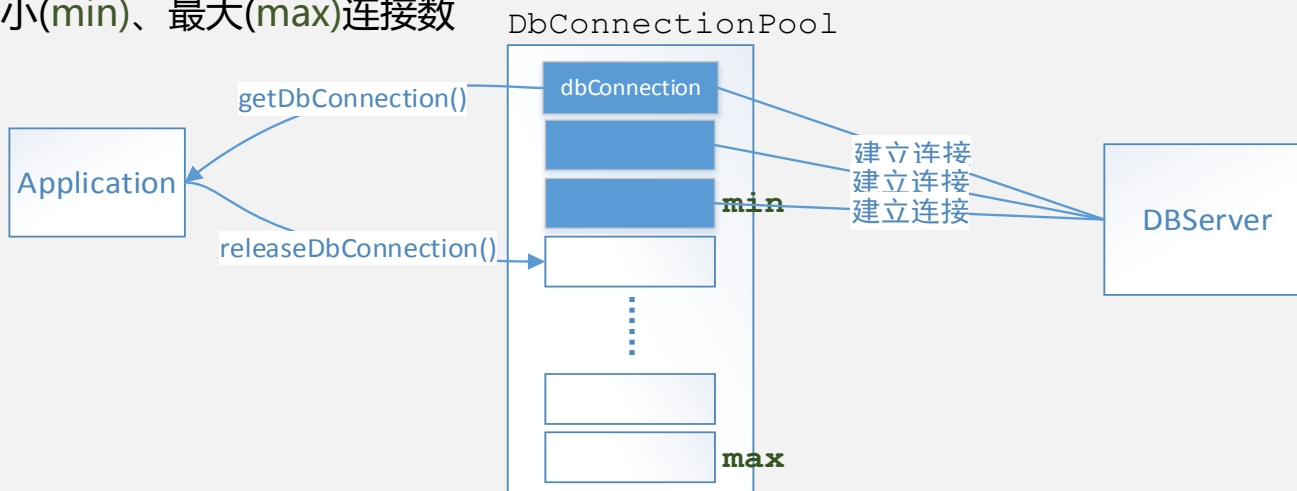 小(min)、最大(max)连接数
DbConnectionPool
dbConnection
getDbConnection()
建立连接
建立连接
建立连接
Application
min
DBServer
releaseDbConnection()
max